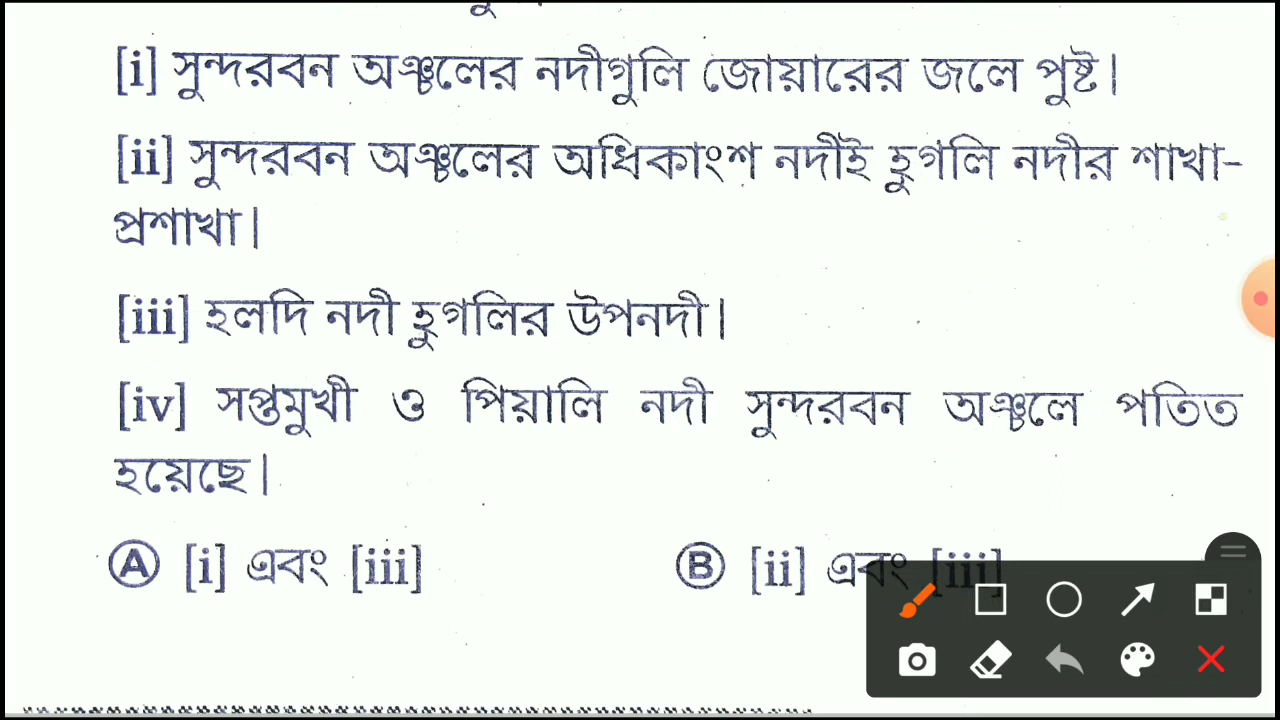 [i] সুন্দরবন অঞ্চলের নদীগুলি জোয়ারের জলে পুষ্ট।
[ii] সুন্দরবন অঞ্চলের অধিকাংশ নদীই হুগলি নদীর শাখা-
প্রশাখা।
[iii] হলদি নদী হুগলির উপনদী।
[iv] সপ্তমুখী ও পিয়ালি নদী সুন্দরবন অঞ্চলে পতিত
হয়েছে।
Ⓐ [i] এবং [iii] Ⓑ [ii] এবং [iii]